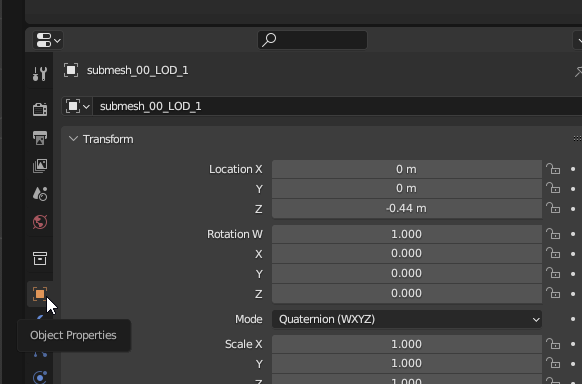 submesh_00_LOD_1
submesh_00_LOD_1
Transform
Location X 0 m
Y 0 m
Z -0.44 m
Rotation W 1.000
X 0.000
Y 0.000
Z 0.000
Mode Quaternion (WXYZ)
Object Properties
Scale X 1.000
Y 1.000
Z 1.000